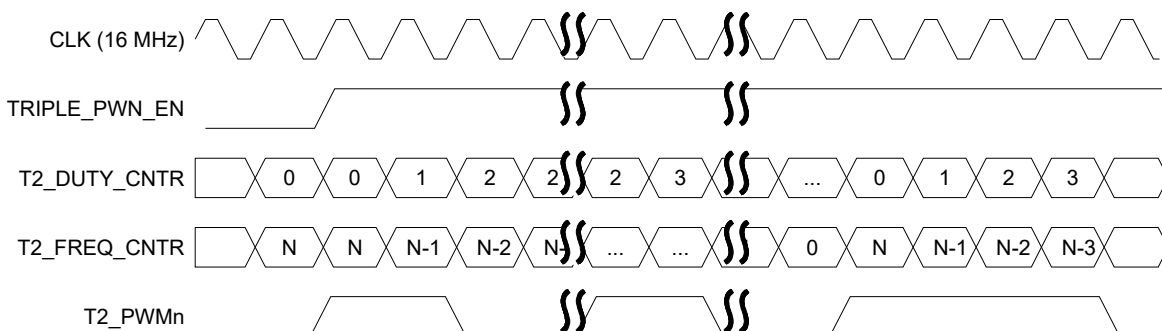 CLK (16 MHz)
TRIPLE_PWN_EN
T2_DUTY_CNTR 0 0 1 2 2 2 3 ... 0 1 2 3
T2_FREQ_CNTR N N N-1 N-2 N- ... ... 0 N N-1 N-2 N-3
T2_PWMn